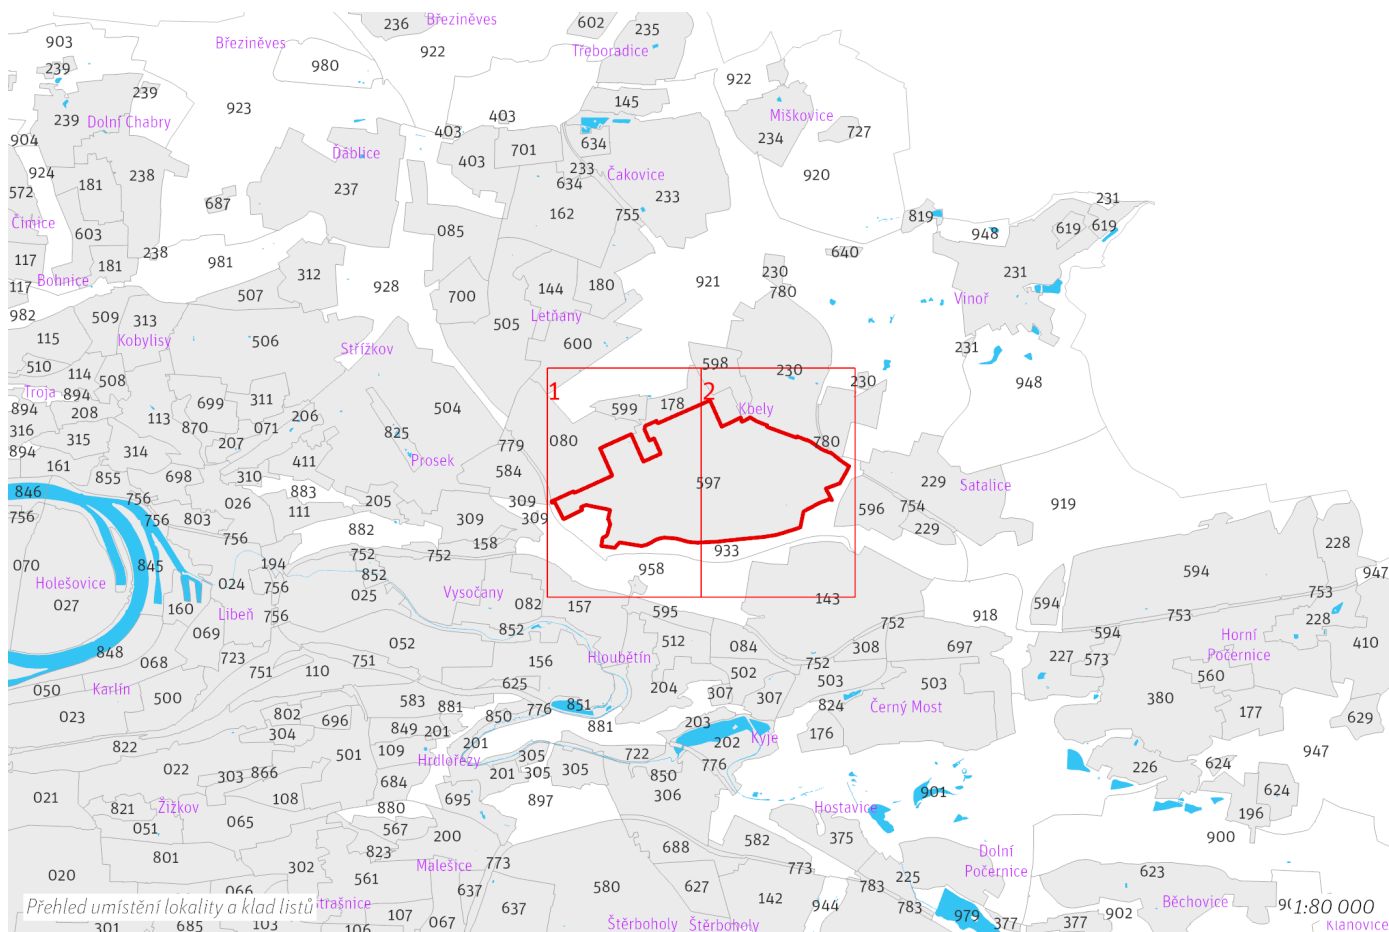 236 Březiněves 602 235
903 Březiněves 922 Třeboradice
239 980 922
239 923 145 Miškovice
239 Dolní Chabry 403 403 634 234 727
904 Ďáblice 403 701 233 Čakovice 920
924 181 238 237 634 233
572 687 162 755 819 231
Čimice 603 085 948 619 619
117 181 238 981 640
Bohnice 312 928 144 180 921 230 231
117 507 700 780 Vinoř
982 509 313 505 Letňany
115 Kobylisy 506 Střížkov 600 231
510 114 508 598 230 230 948
Troja 894 699 311 1 2
894 208 113 206 504 599 178 Kbely
316 315 870 207 071 825 779 080 780
894 314 411 Prosek
161 855 698 310 584 597 229 Satalice
846 756 026 883 205 309 596 754 919
756 756 803 111 309 309 229
756 882 158 933 228
070 845 194 752 752 958 594 947
Holešovice 024 756 852 Vysočany 143 753
027 160 Libeň 025 082 157 595 594 753 228
069 756 852 918 Horní
848 052 512 084 752 594 Počernice 410
068 723 751 751 156 Hloubětín 308 697 227 573
050 Karlín 110 625 502 752 560
500 204 503 503 380
023 583 881 776 851 307 307 824 Černý Most 177
802 696 850 881 203 629
822 304 849 201 176
501 109 201 Hrdlořezy 305 722 202 Kyje 947
022 303 866 684 201 305 305 850 776 226 624
021 108 306 901 624
821 Žižkov 880 695 897 Hostavice 196
051 065 567 200 582 375 900
801 823 Malešice 688 Dolní
302 773 773 Počernice 623
020 561 637 580 627 783 225
066 trašnice 142 944 783 979 Běchovice
Přehled umístění lokality a klad listů 107 067 637 377 377 902 1:80 000
301 685 103 106 Štěrboholy Štěrboholy Klánovice